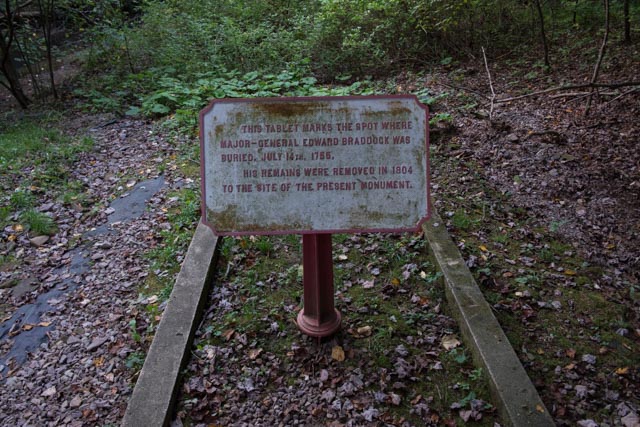 THIS TABLET MARKS THE SPOT WHERE
MAJOR-GENERAL EDWARD BRADDOCK WAS
BURIED, JULY 14TH, 1755.
HIS REMAINS WERE REMOVED IN 1804
TO THE SITE OF THE PRESENT MONUMENT.